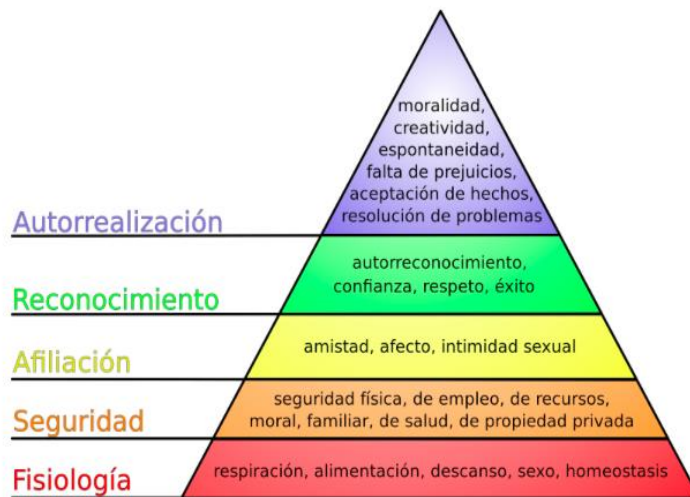 moralidad,
creatividad,
espontaneidad,
falta de prejuicios,
aceptación de hechos,
resolución de problemas
Autorrealización
autorreconocimiento,
confianza, respeto, éxito
Reconocimiento
amistad, afecto, intimidad sexual
Afiliación
seguridad física, de empleo, de recursos,
moral, familiar, de salud, de propiedad privada
Seguridad
respiración, alimentación, descanso, sexo, homeostasis
Fisiología